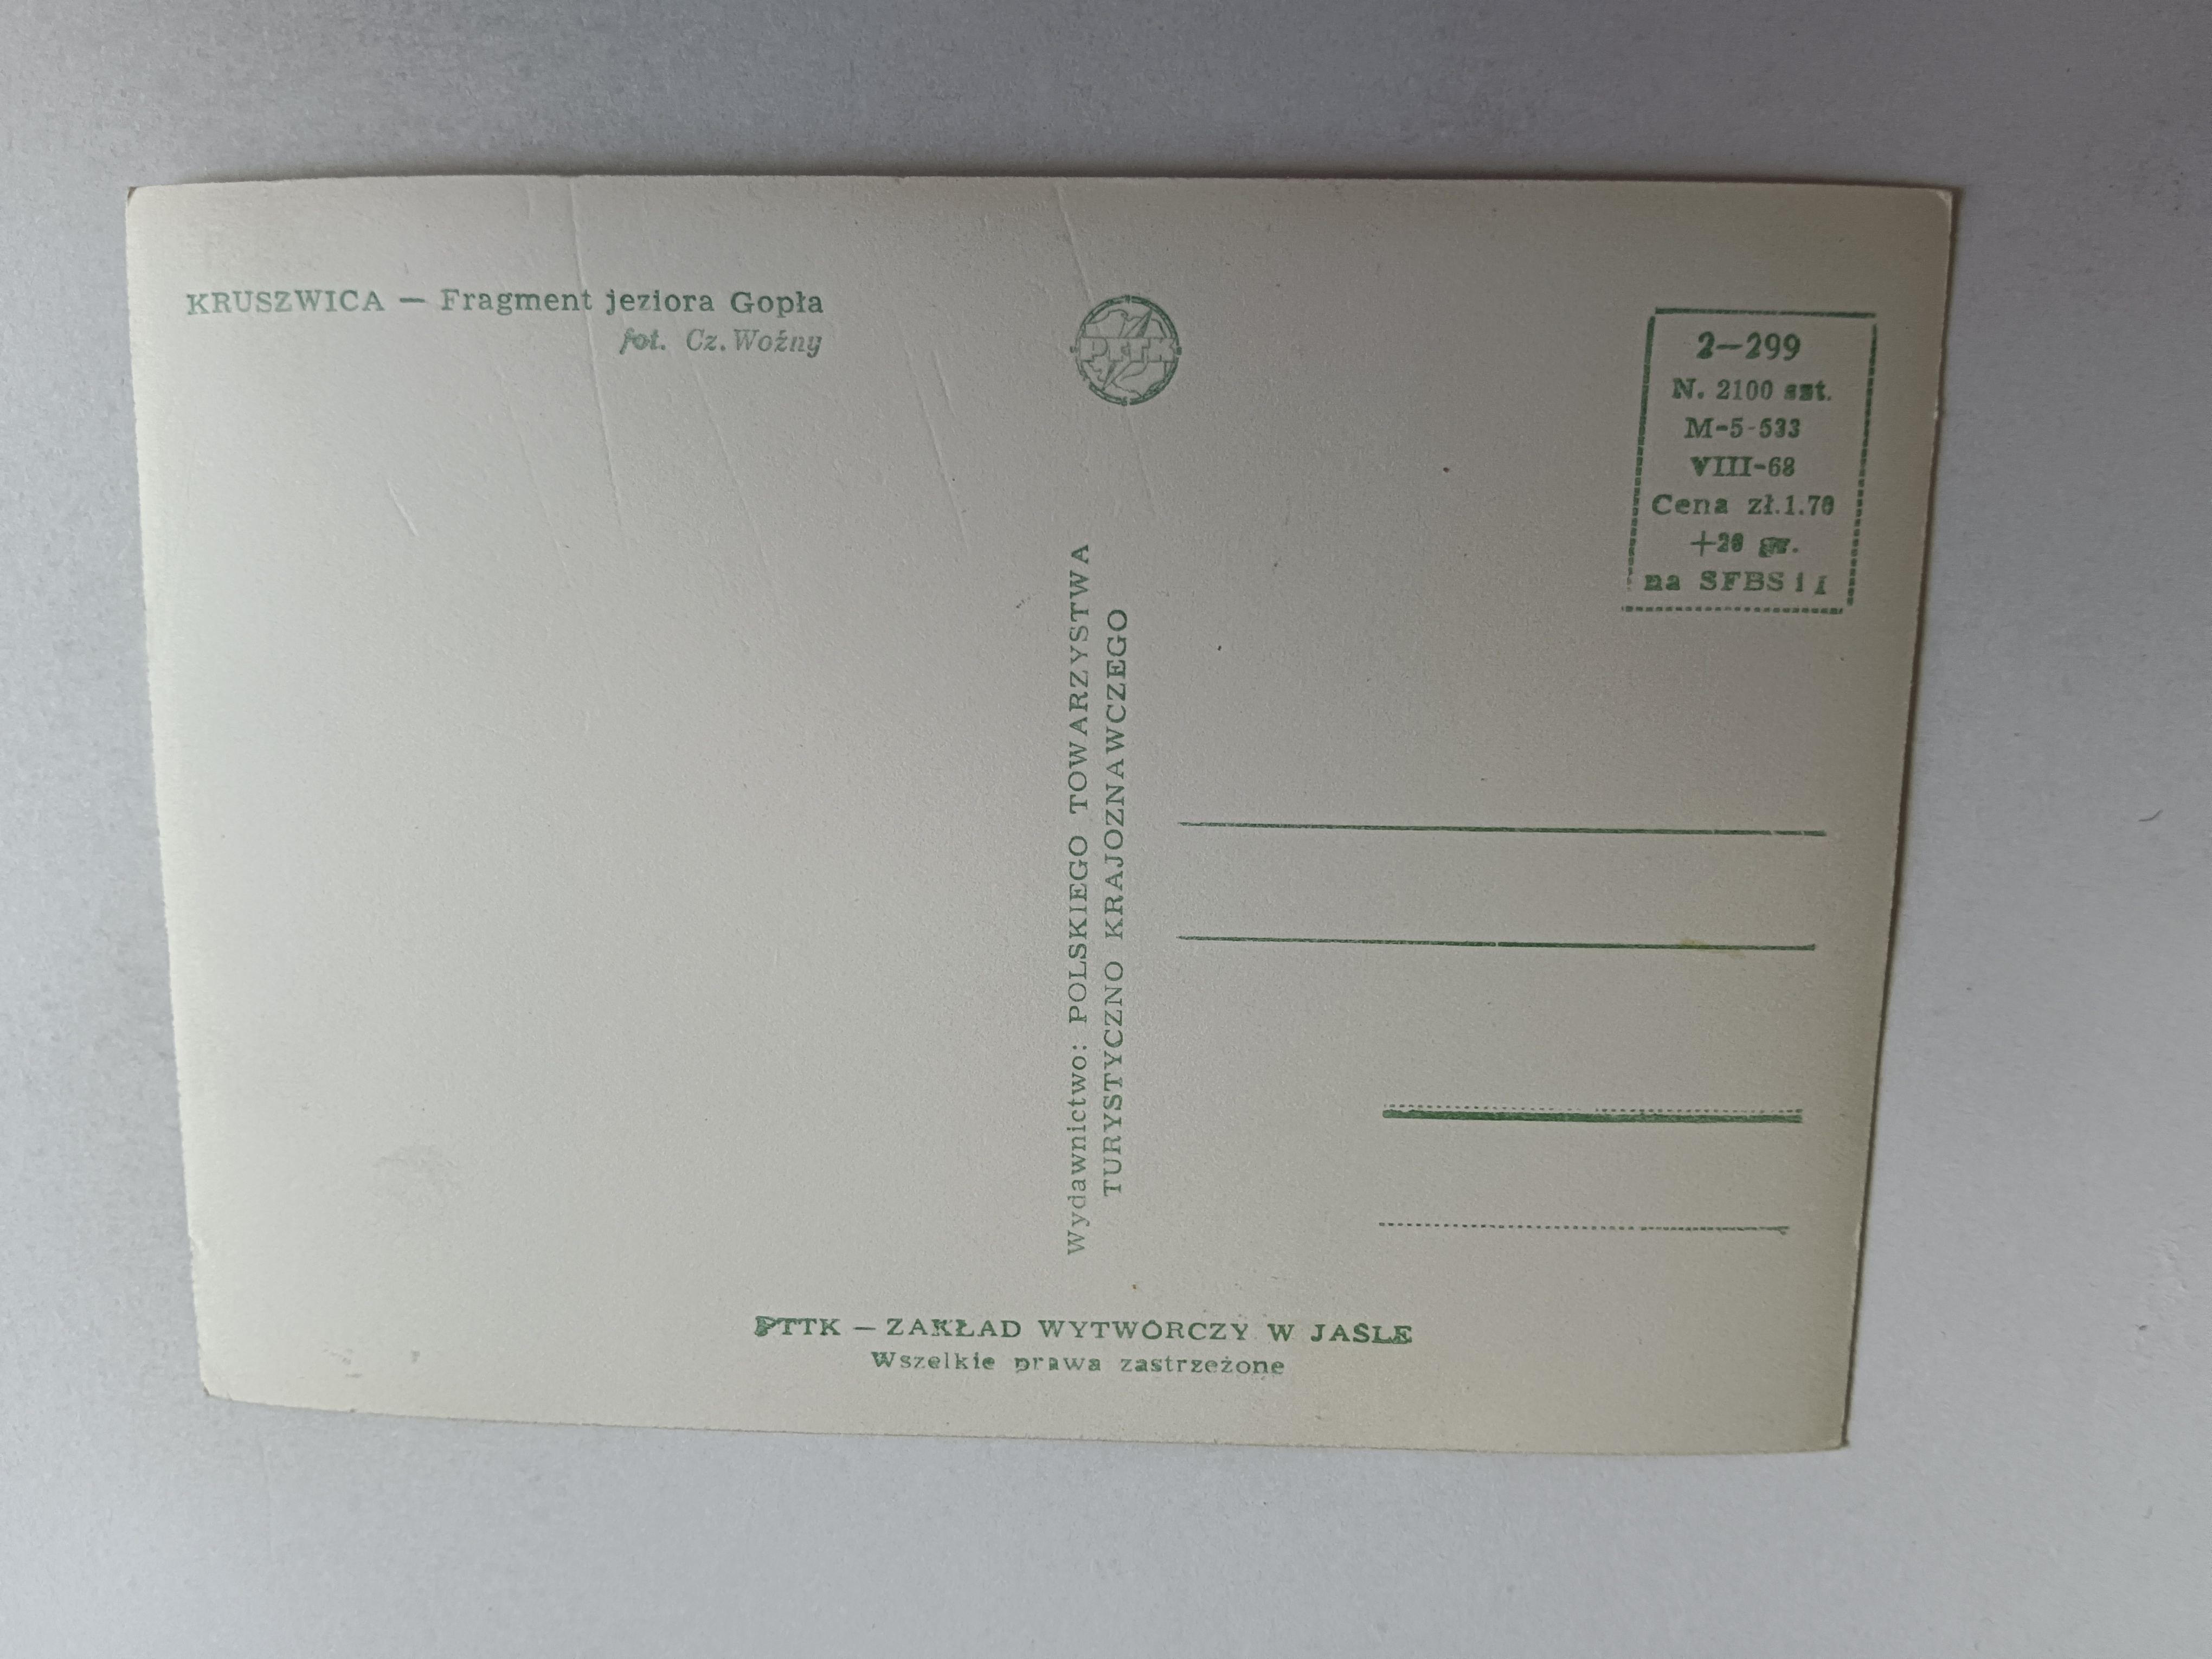 KRUSZWICA — Fragment jeziora Gopła
fot. Cz. Woźny
PTTK
2—299
N. 2100 szt.
M-5-533
VIII-68
Cena zł.1.70
+20 gr.
na SFBS i I
Wydawnictwo: POLSKIEGO TOWARZYSTWA
TURYSTYCZNO KRAJOZNAWCZEGO
PTTK — ZAKŁAD WYTWÓRCZY W JAŚLE
Wszelkie prawa zastrzeżone